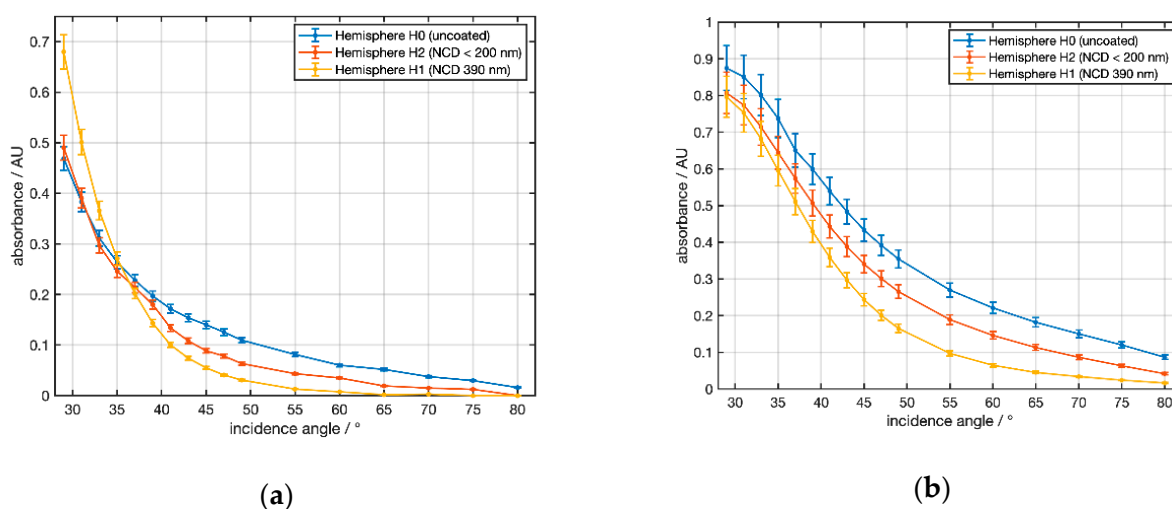 0.7
0.6
0.5
0.4
0.3
0.2
0.1
0
absorbance / AU
30 35 40 45 50 55 60 65 70 75 80
incidence angle / °
Hemisphere H0 (uncoated)
Hemisphere H2 (NCD < 200 nm)
Hemisphere H1 (NCD 390 nm)
(a)
1
0.9
0.8
0.7
0.6
0.5
0.4
0.3
0.2
0.1
0
absorbance / AU
30 35 40 45 50 55 60 65 70 75 80
incidence angle / °
Hemisphere H0 (uncoated)
Hemisphere H2 (NCD < 200 nm)
Hemisphere H1 (NCD 390 nm)
(b)